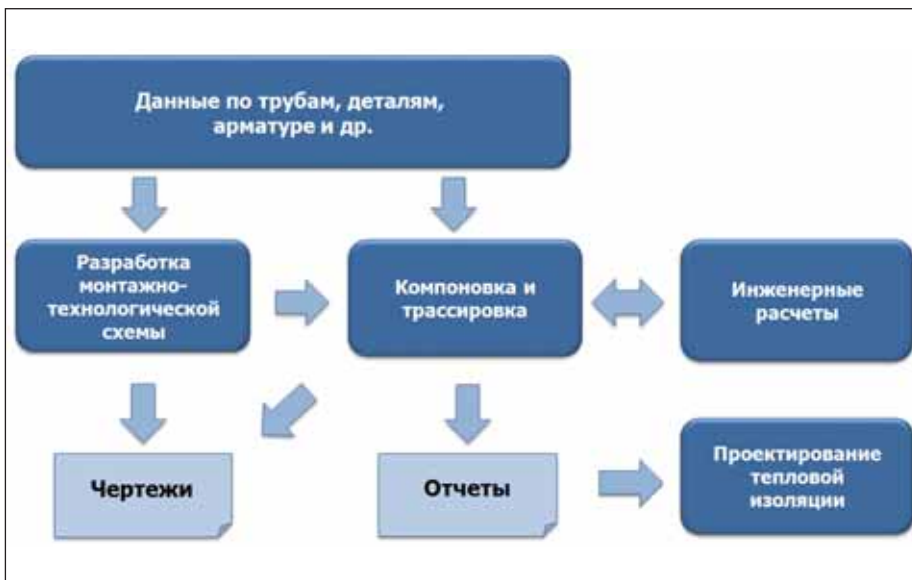 Данные по трубам, деталям,
арматуре и др.
Разработка
монтажно-
технологической
схемы
Компоновка и
трассировка
Инженерные
расчеты
Чертежи
Отчеты
Проектирование
тепловой
изоляции